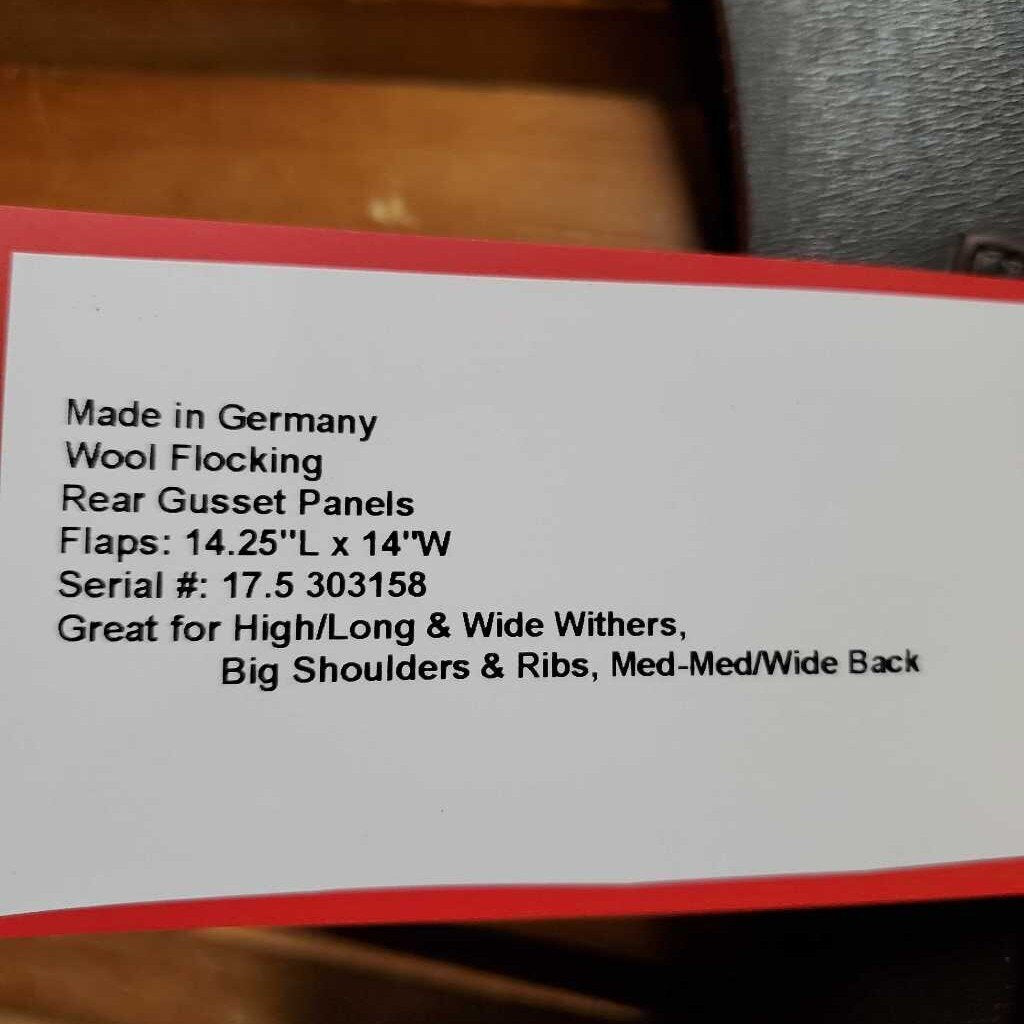 Made in Germany
Wool Flocking
Rear Gusset Panels
Flaps: 14.25"L x 14"W
Serial #: 17.5 303158
Great for High/Long & Wide Withers,
Big Shoulders & Ribs, Med-Med/Wide Back